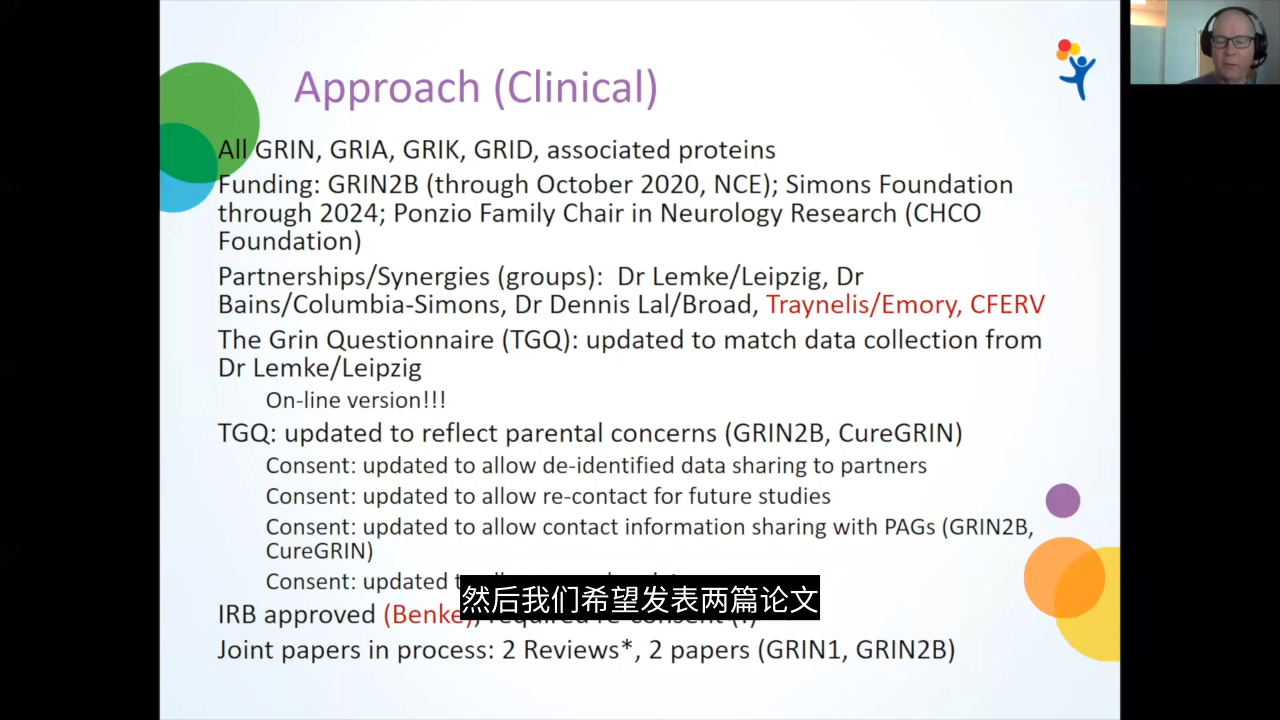 Approach (Clinical)
All GRIN, GRIA, GRIK, GRID, associated proteins
Funding: GRIN2B (through October 2020, NCE); Simons Foundation
through 2024; Ponzio Family Chair in Neurology Research (CHCO
Foundation)
Partnerships/Synergies (groups): Dr Lemke/Leipzig, Dr
Bains/Columbia-Simons, Dr Dennis Lal/Broad, Traynelis/Emory, CFERV
The Grin Questionnaire (TGQ): updated to match data collection from
Dr Lemke/Leipzig
On-line version!!!
TGQ: updated to reflect parental concerns (GRIN2B, CureGRIN)
Consent: updated to allow de-identified data sharing to partners
Consent: updated to allow re-contact for future studies
Consent: updated to allow contact information sharing with PAGs (GRIN2B,
CureGRIN)
Consent: updated
然后我们希望发表两篇论文
IRB approved (Benke), required re-consent
Joint papers in process: 2 Reviews*, 2 papers (GRIN1, GRIN2B)